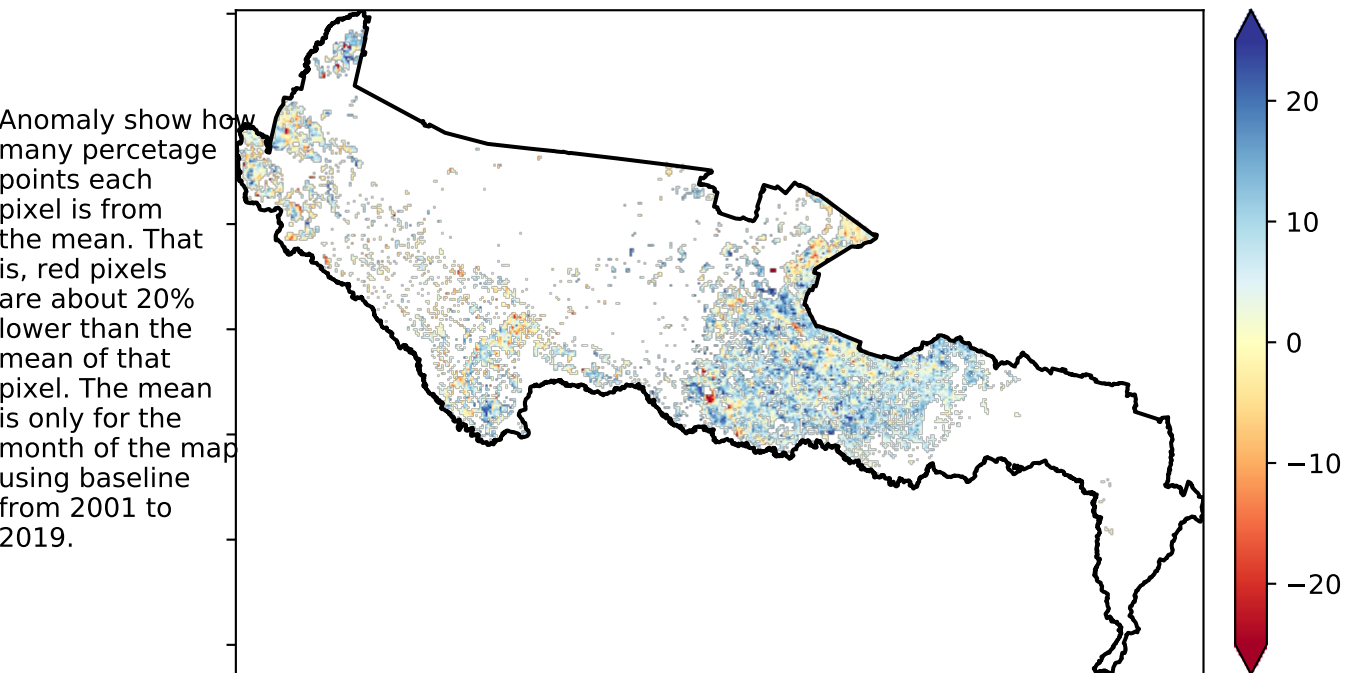 Anomaly show how
many percetage
points each
pixel is from
the mean. That
is, red pixels
are about 20%
lower than the
mean of that
pixel. The mean
is only for the
month of the map
using baseline
from 2001 to
2019.
20
10
0
−10
−20